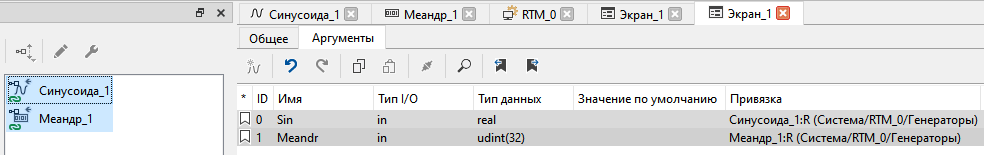 Синусоида_1 Меандр_1 RTM_0 Экран_1 Экран_1
Общее Аргументы
Синусоида_1
Меандр_1
* ID Имя Тип I/O Тип данных Значение по умолчанию Привязка
0 Sin in real Синусоида_1:R (Система/RTM_0/Генераторы)
1 Meandr in udint(32) Меандр_1:R (Система/RTM_0/Генераторы)